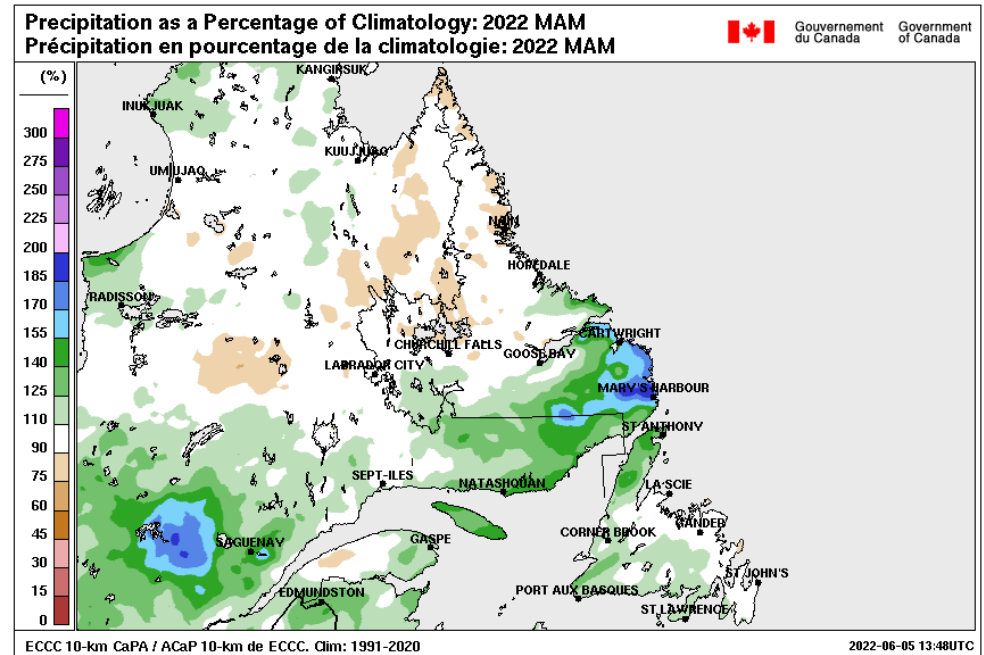 Precipitation as a Percentage of Climatology: 2022 MAM
Précipitation en pourcentage de la climatologie: 2022 MAM
Gouvernement du Canada
Government of Canada
(%)
300
275
250
225
200
185
170
155
140
125
110
90
75
60
45
30
15
0
KANGIRSUK
INUKJUAK
KUUJJUAQ
UMIUJAQ
NAIN
HOPEDALE
RADISSON
CARTWRIGHT
CHURCHILL FALLS
GOOSE BAY
LABRADOR CITY
MARY'S HARBOUR
ST ANTHONY
SEPT-ILES
NATASHQUAN
LA SCIE
GANDER
CORNER BROOK
GASPE
SAGUENAY
ST JOHN'S
EDMUNDSTON
PORT AUX BASQUES
ST LAWRENCE
ECCC 10-km CaPA / ACaP 10-km de ECCC. Clim: 1991-2020
2022-06-05 13:48UTC